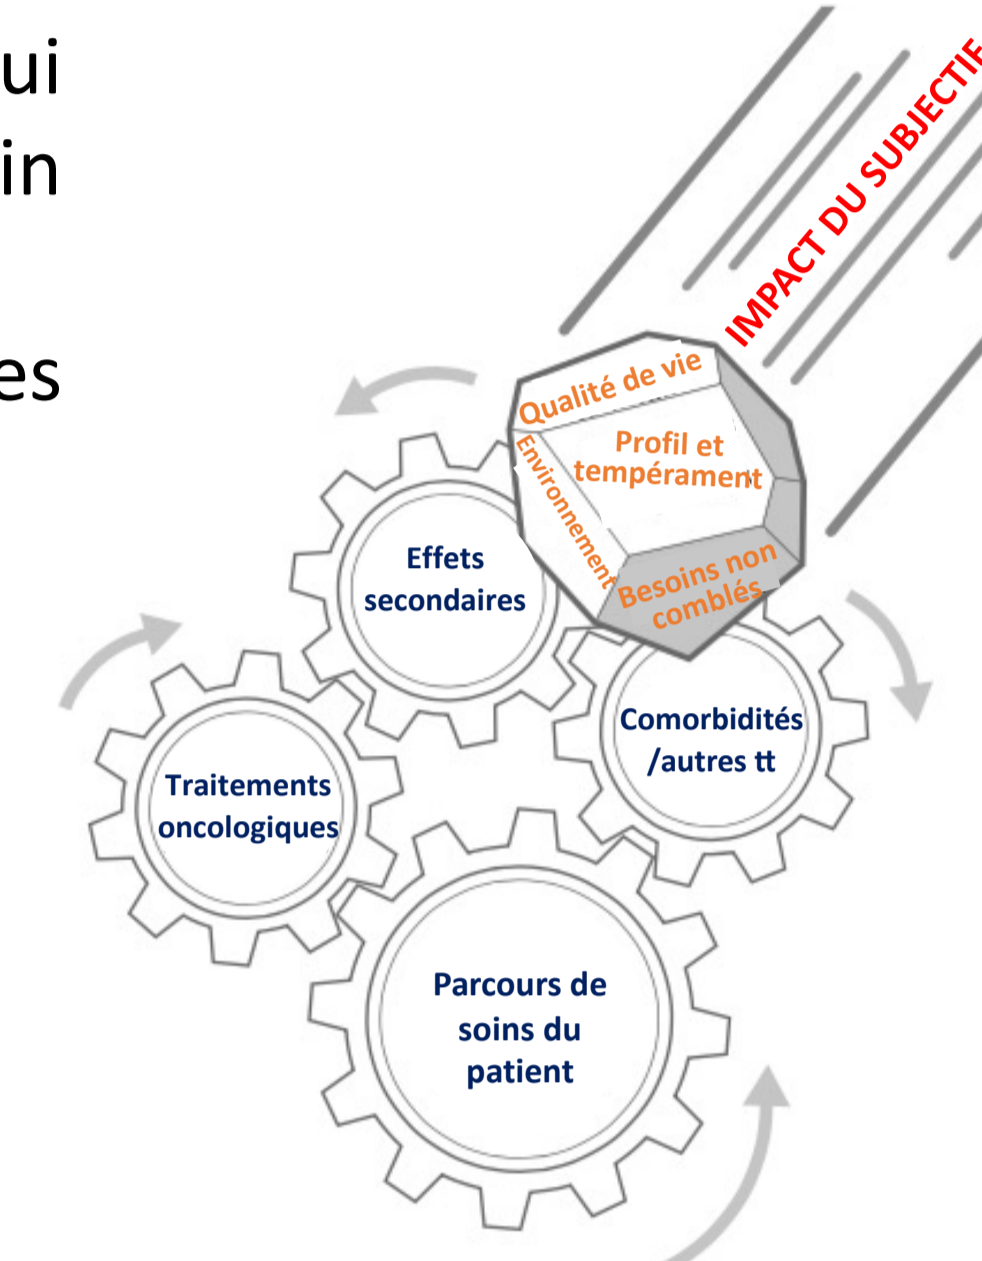 ui
in
es
IMPACT DU SUBJECTIF
Qualité de vie
Profil et
tempérament
Environnement
Besoins non
comblés
Effets
secondaires
Comorbidités
/autres tt
Traitements
oncologiques
Parcours de
soins du
patient